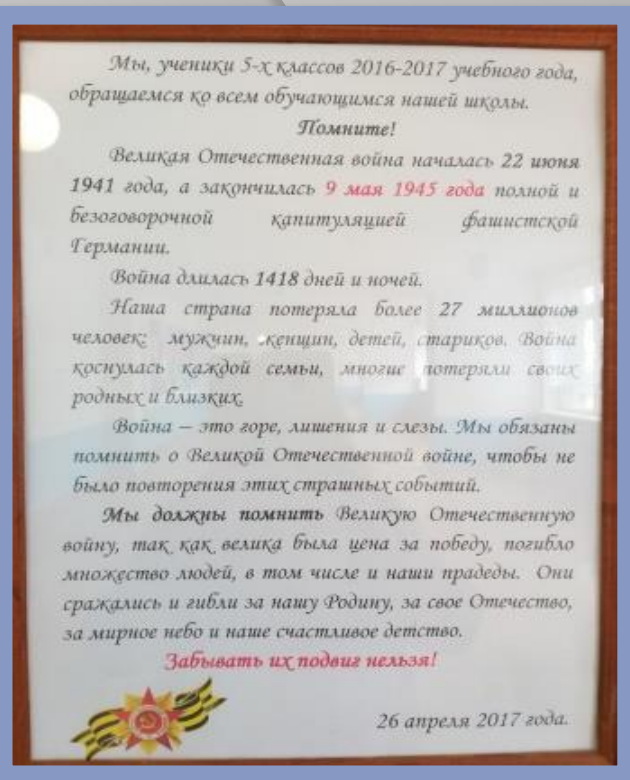 Мы, ученики 5-х классов 2016-2017 учебного года,
обращаемся ко всем обучающимся нашей школы.
Помните!
Великая Отечественная война началась 22 июня
1941 года, а закончилась 9 мая 1945 года полной и
безоговорочной капитуляцией фашистской
Германии.
Война длилась 1418 дней и ночей.
Наша страна потеряла более 27 миллионов
человек: мужчин, женщин, детей, стариков. Война
коснулась каждой семьи, многие потеряли своих
родных и близких.
Война – это горе, лишения и слезы. Мы обязаны
помнить о Великой Отечественной войне, чтобы не
было повторения этих страшных событий.
Мы должны помнить Великую Отечественную
войну, так как велика была цена за победу, погибло
множество людей, в том числе и наши прадеды. Они
сражались и гибли за нашу Родину, за свое Отечество,
за мирное небо и наше счастливое детство.
Забывать их подвиг нельзя!
26 апреля 2017 года.